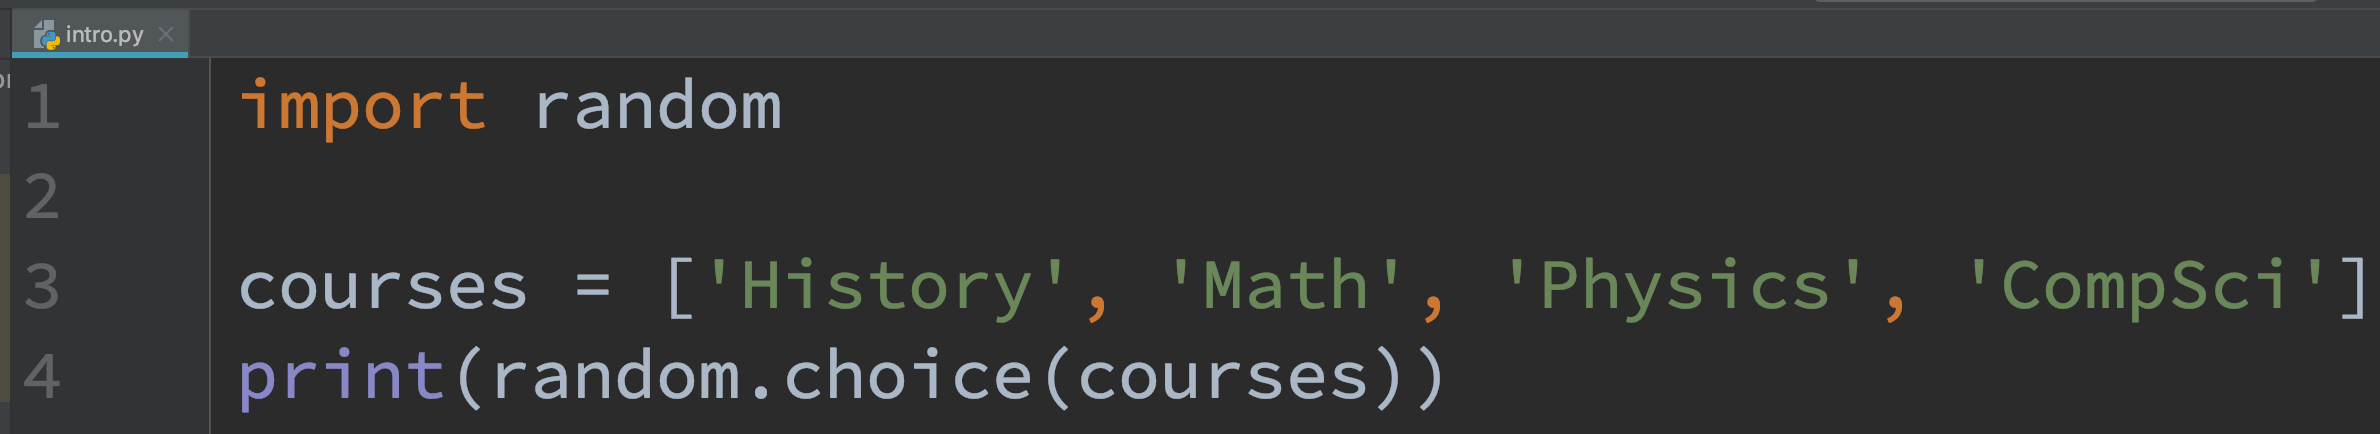 intro.py
1 import random
2
3 courses = ['History', 'Math', 'Physics', 'CompSci']
4 print(random.choice(courses))